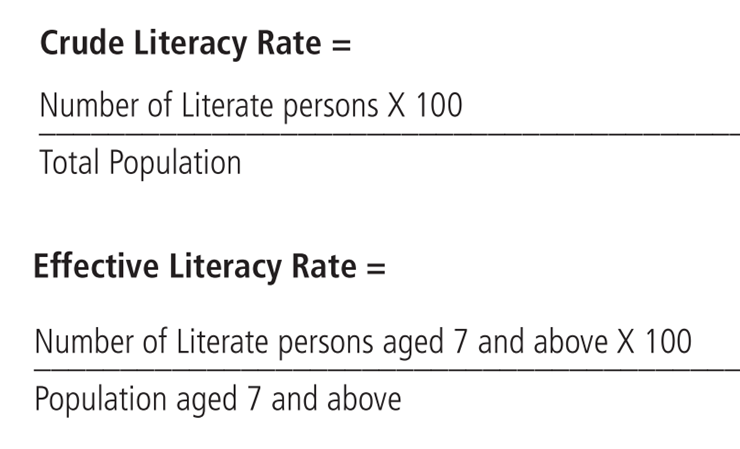 Crude Literacy Rate =
Number of Literate persons X 100
Total Population
Effective Literacy Rate =
Number of Literate persons aged 7 and above X 100
Population aged 7 and above